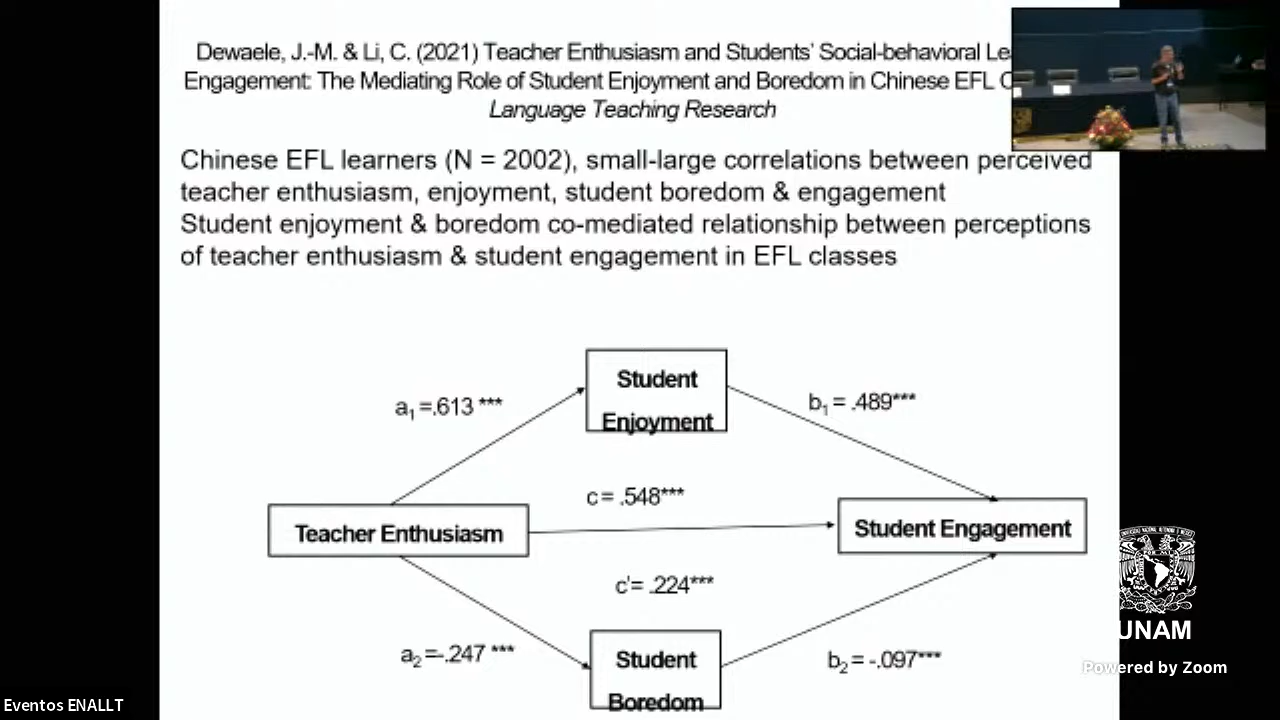 Dewaele, J.-M. & Li, C. (2021) Teacher Enthusiasm and Students' Social-behavioral
Engagement: The Mediating Role of Student Enjoyment and Boredom in Chinese EFL
Language Teaching Research
Chinese EFL learners (N = 2002), small-large correlations between perceived
teacher enthusiasm, enjoyment, student boredom & engagement
Student enjoyment & boredom co-mediated relationship between perceptions
of teacher enthusiasm & student engagement in EFL classes
Student
Enjoyment
a₁ =.613 ***
b₁ = .489***
c = .548***
Teacher Enthusiasm
Student Engagement
c'= .224***
a₂ =-.247 ***
b₂ = -.097***
Student
Boredom
UNAM
Powered by Zoom
Eventos ENALLT